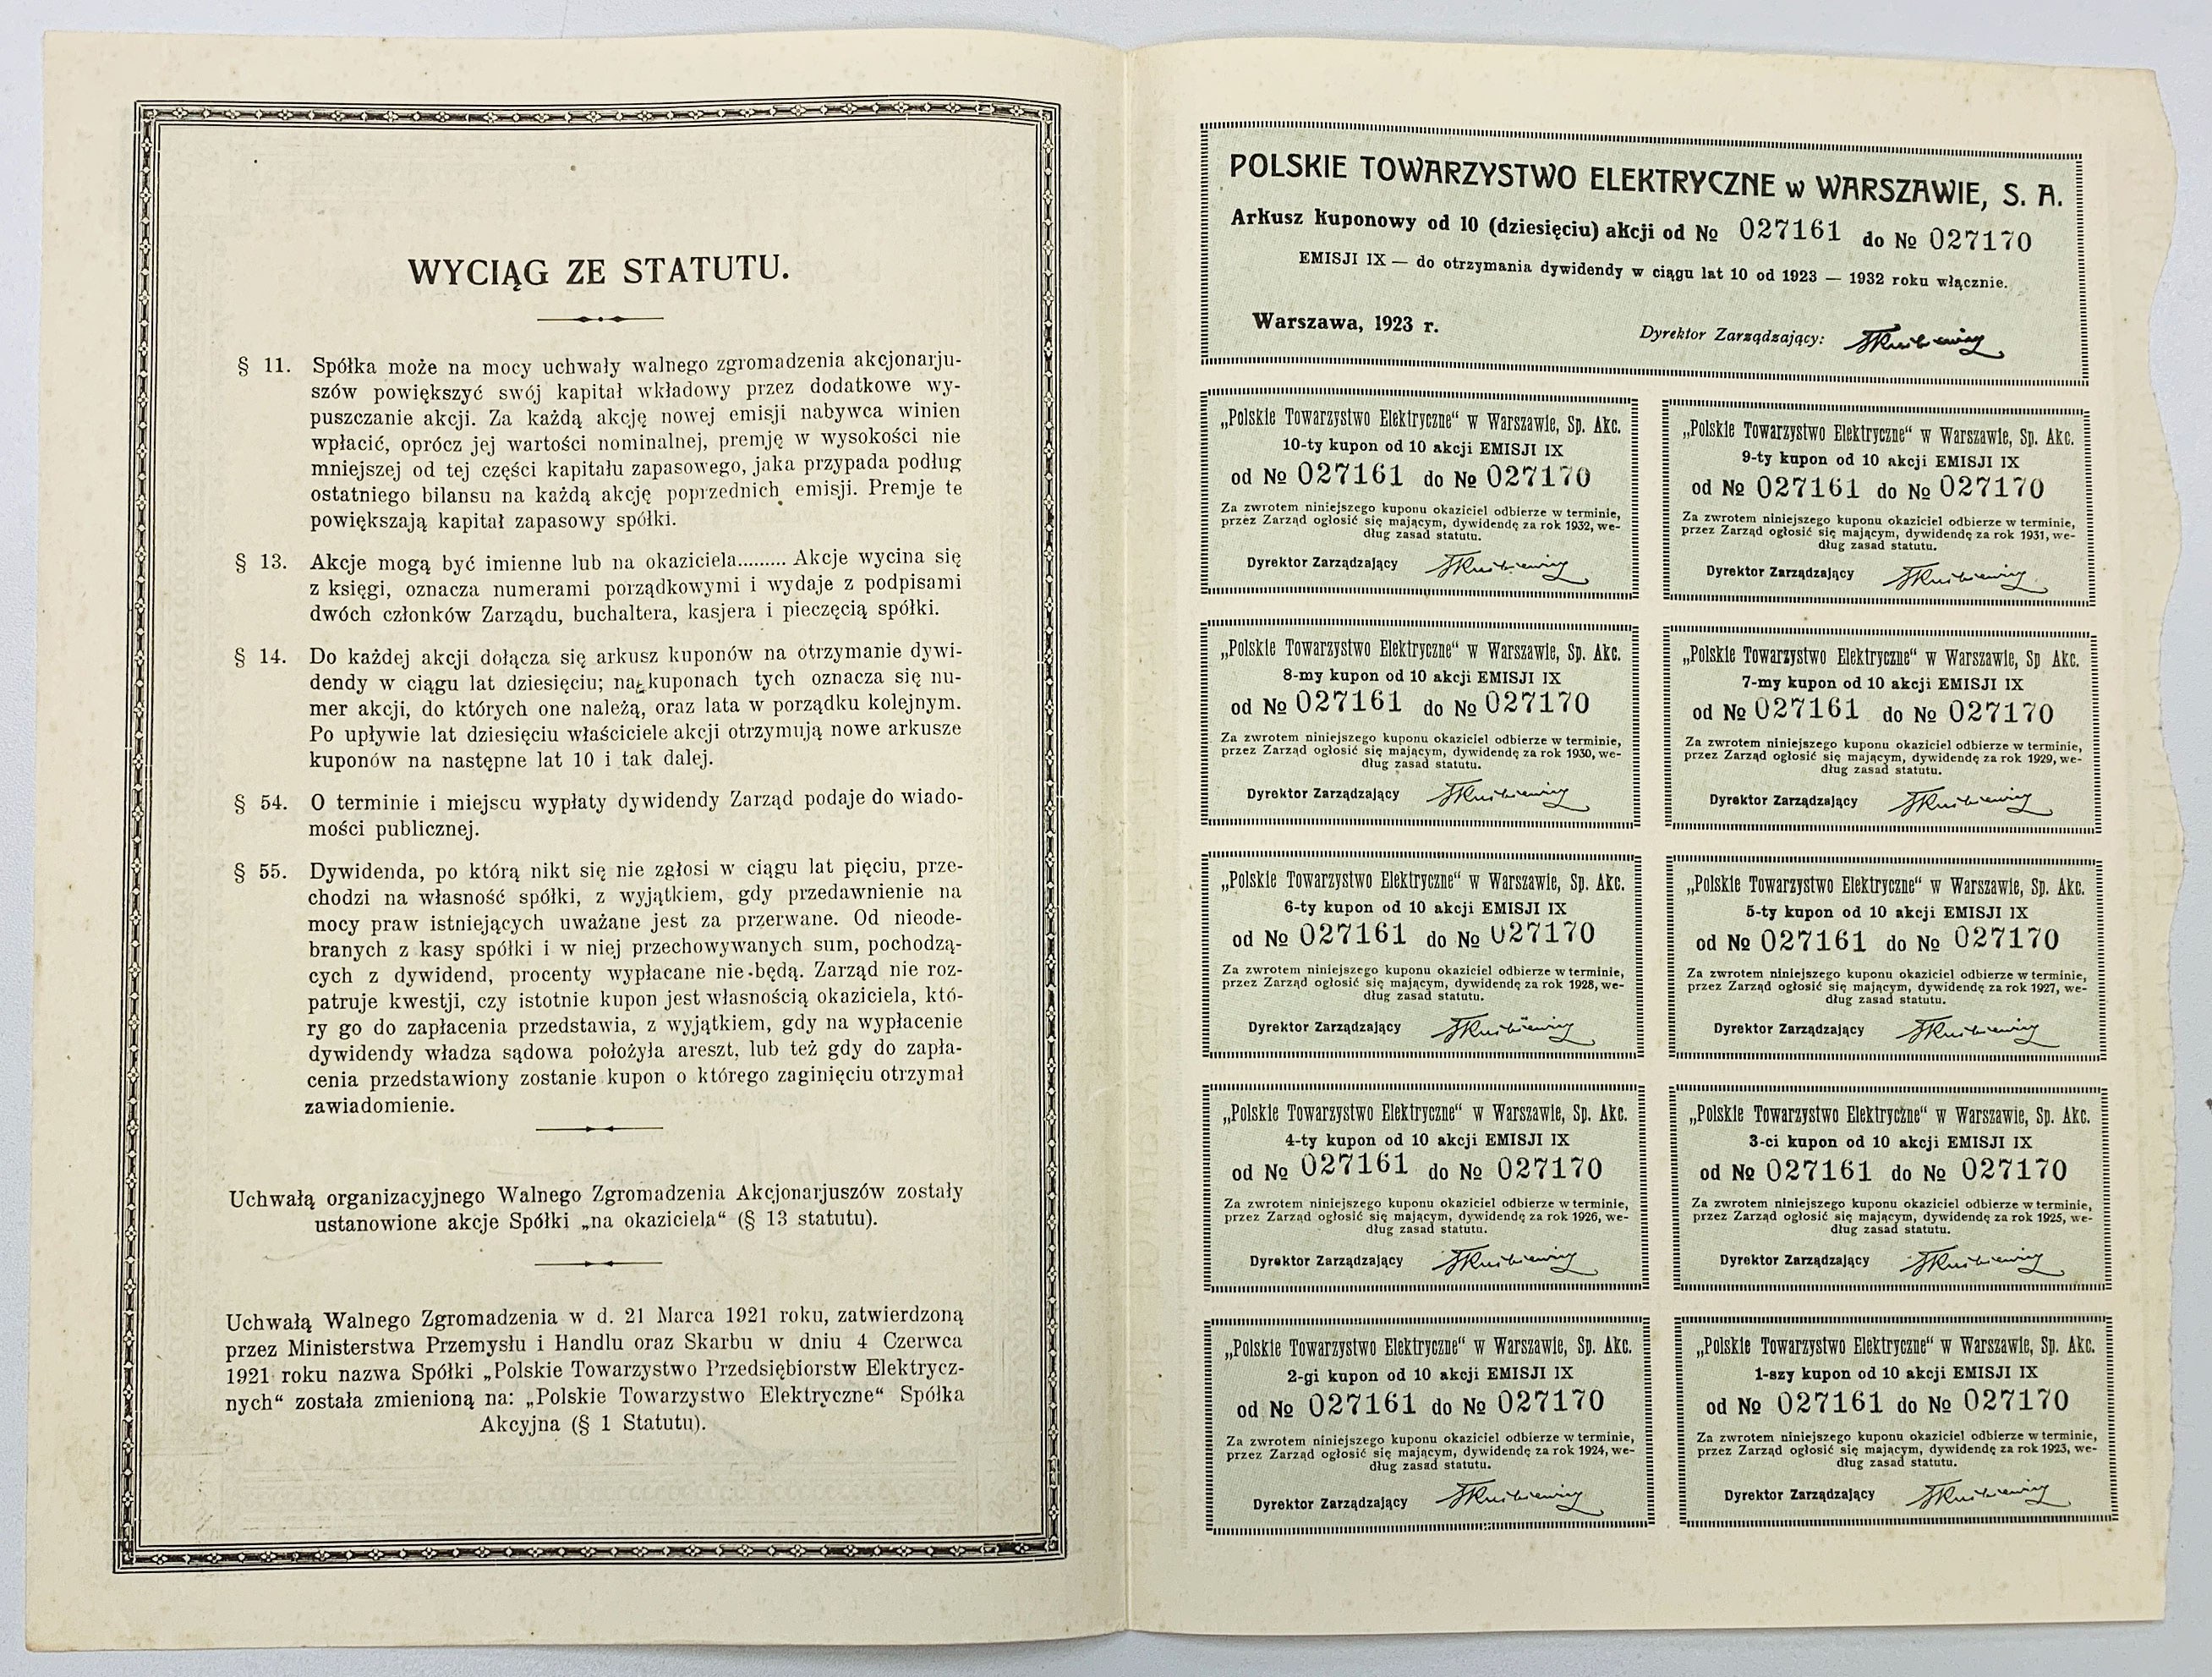 WYCIĄG ZE STATUTU.
§ 11. Spółka może na mocy uchwały walnego zgromadzenia akcjonarju-
szów powiększyć swój kapitał wkładowy przez dodatkowe wy-
puszczanie akcji. Za każdą akcję nowej emisji nabywca winien
wpłacić, oprócz jej wartości nominalnej, premję w wysokości nie
mniejszej od tej części kapitału zapasowego, jaka przypada podług
ostatniego bilansu na każdą akcję poprzednich emisji. Premje te
powiększają kapitał zapasowy spółki.
§ 13. Akcje mogą być imienne lub na okaziciela......... Akcje wycina się
z księgi, oznacza numerami porządkowymi i wydaje z podpisami
dwóch członków Zarządu, buchaltera, kasjera i pieczęcią spółki.
§ 14. Do każdej akcji dołącza się arkusz kuponów na otrzymanie dywi-
dendy w ciągu lat dziesięciu; na kuponach tych oznacza się nu-
mer akcji, do których one należą, oraz lata w porządku kolejnym.
Po upływie lat dziesięciu właściciele akcji otrzymują nowe arkusze
kuponów na następne lat 10 i tak dalej.
§ 54. O terminie i miejscu wypłaty dywidendy Zarząd podaje do wiado-
mości publicznej.
§ 55. Dywidenda, po którą nikt się nie zgłosi w ciągu lat pięciu, prze-
chodzi na własność spółki, z wyjątkiem, gdy przedawnienie na
mocy praw istniejących uważane jest za przerwane. Od nieode-
branych z kasy spółki i w niej przechowywanych sum, pochodzą-
cych z dywidend, procenty wypłacane nie będą. Zarząd nie roz-
patruje kwestji, czy istotnie kupon jest własnością okaziciela, któ-
ry go do zapłacenia przedstawia, z wyjątkiem, gdy na wypłacenie
dywidendy władza sądowa położyła areszt, lub też gdy do zapła-
cenia przedstawiony zostanie kupon o którego zaginięciu otrzymał
zawiadomienie.
Uchwałą organizacyjnego Walnego Zgromadzenia Akcjonarjuszów zostały
ustanowione akcje Spółki „na okaziciela“ (§ 13 statutu).
Uchwałą Walnego Zgromadzenia w d. 21 Marca 1921 roku, zatwierdzoną
przez Ministerstwa Przemysłu i Handlu oraz Skarbu w dniu 4 Czerwca
1921 roku nazwa Spółki „Polskie Towarzystwo Przedsiębiorstw Elektrycz-
nych“ została zmienioną na: „Polskie Towarzystwo Elektryczne“ Spółka
Akcyjna (§ 1 Statutu).
POLSKIE TOWARZYSTWO ELEKTRYCZNE w WARSZAWIE, S. A.
Arkusz kuponowy od 10 (dziesięciu) akcji od № 027161 do № 027170
EMISJI IX — do otrzymania dywidendy w ciągu lat 10 od 1923 — 1932 roku włącznie.
Warszawa, 1923 r. Dyrektor Zarządzający:
„Polskie Towarzystwo Elektryczne“ w Warszawie, Sp. Akc.
10-ty kupon od 10 akcji EMISJI IX
od № 027161 do № 027170
Za zwrotem niniejszego kuponu okaziciel odbierze w terminie,
przez Zarząd ogłosić się mającym, dywidendę za rok 1932, we-
dług zasad statutu.
Dyrektor Zarządzający
„Polskie Towarzystwo Elektryczne“ w Warszawie, Sp. Akc.
9-ty kupon od 10 akcji EMISJI IX
od № 027161 do № 027170
Za zwrotem niniejszego kuponu okaziciel odbierze w terminie,
przez Zarząd ogłosić się mającym, dywidendę za rok 1931, we-
dług zasad statutu.
Dyrektor Zarządzający
„Polskie Towarzystwo Elektryczne“ w Warszawie, Sp. Akc.
8-my kupon od 10 akcji EMISJI IX
od № 027161 do № 027170
Za zwrotem niniejszego kuponu okaziciel odbierze w terminie,
przez Zarząd ogłosić się mającym, dywidendę za rok 1930, we-
dług zasad statutu.
Dyrektor Zarządzający
„Polskie Towarzystwo Elektryczne“ w Warszawie, Sp Akc.
7-my kupon od 10 akcji EMISJI IX
od № 027161 do № 027170
Za zwrotem niniejszego kuponu okaziciel odbierze w terminie,
przez Zarząd ogłosić się mającym, dywidendę za rok 1929, we-
dług zasad statutu.
Dyrektor Zarządzający
„Polskie Towarzystwo Elektryczne“ w Warszawie, Sp. Akc.
6-ty kupon od 10 akcji EMISJI IX
od № 027161 do № 027170
Za zwrotem niniejszego kuponu okaziciel odbierze w terminie,
przez Zarząd ogłosić się mającym, dywidendę za rok 1928, we-
dług zasad statutu.
Dyrektor Zarządzający
„Polskie Towarzystwo Elektryczne“ w Warszawie, Sp. Akc.
5-ty kupon od 10 akcji EMISJI IX
od № 027161 do № 027170
Za zwrotem niniejszego kuponu okaziciel odbierze w terminie,
przez Zarząd ogłosić się mającym, dywidendę za rok 1927, we-
dług zasad statutu.
Dyrektor Zarządzający
„Polskie Towarzystwo Elektryczne“ w Warszawie, Sp. Akc.
4-ty kupon od 10 akcji EMISJI IX
od № 027161 do № 027170
Za zwrotem niniejszego kuponu okaziciel odbierze w terminie,
przez Zarząd ogłosić się mającym, dywidendę za rok 1926, we-
dług zasad statutu.
Dyrektor Zarządzający
„Polskie Towarzystwo Elektryczne“ w Warszawie, Sp. Akc.
3-ci kupon od 10 akcji EMISJI IX
od № 027161 do № 027170
Za zwrotem niniejszego kuponu okaziciel odbierze w terminie,
przez Zarząd ogłosić się mającym, dywidendę za rok 1925, we-
dług zasad statutu.
Dyrektor Zarządzający
„Polskie Towarzystwo Elektryczne“ w Warszawie, Sp. Akc.
2-gi kupon od 10 akcji EMISJI IX
od № 027161 do № 027170
Za zwrotem niniejszego kuponu okaziciel odbierze w terminie,
przez Zarząd ogłosić się mającym, dywidendę za rok 1924, we-
dług zasad statutu.
Dyrektor Zarządzający
„Polskie Towarzystwo Elektryczne“ w Warszawie, Sp. Akc.
1-szy kupon od 10 akcji EMISJI IX
od № 027161 do № 027170
Za zwrotem niniejszego kuponu okaziciel odbierze w terminie,
przez Zarząd ogłosić się mającym, dywidendę za rok 1923, we-
dług zasad statutu.
Dyrektor Zarządzający